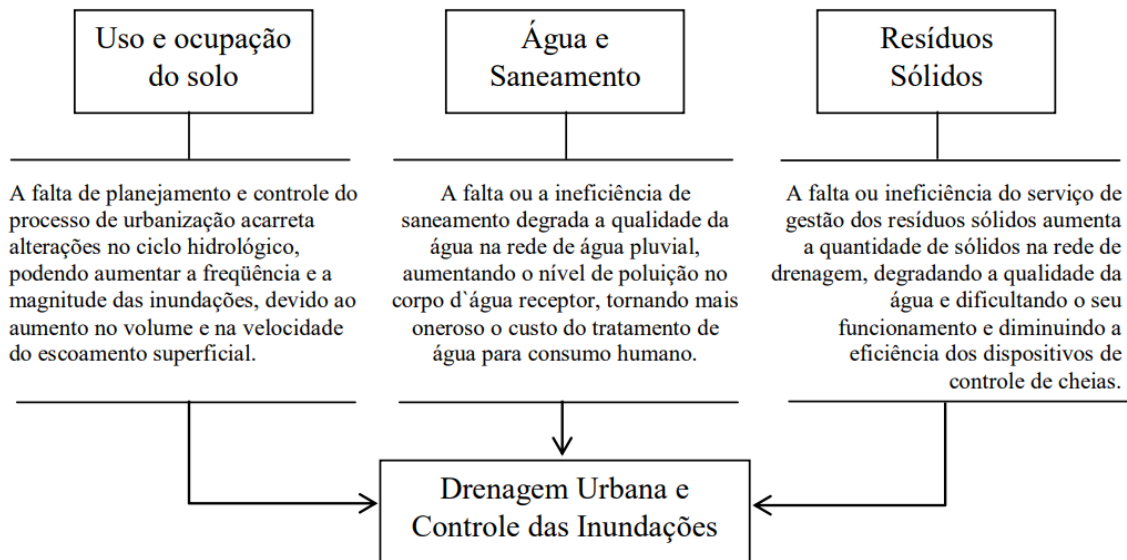 Uso e ocupação
do solo
A falta de planejamento e controle do
processo de urbanização acarreta
alterações no ciclo hidrológico,
podendo aumentar a freqüência e a
magnitude das inundações, devido ao
aumento no volume e na velocidade
do escoamento superficial.
Água e
Saneamento
A falta ou a ineficiência de
saneamento degrada a qualidade da
água na rede de água pluvial,
aumentando o nível de poluição no
corpo d`água receptor, tornando mais
oneroso o custo do tratamento de
água para consumo humano.
Resíduos
Sólidos
A falta ou ineficiência do serviço de
gestão dos resíduos sólidos aumenta
a quantidade de sólidos na rede de
drenagem, degradando a qualidade da
água e dificultando o seu
funcionamento e diminuindo a
eficiência dos dispositivos de
controle de cheias.
Drenagem Urbana e
Controle das Inundações